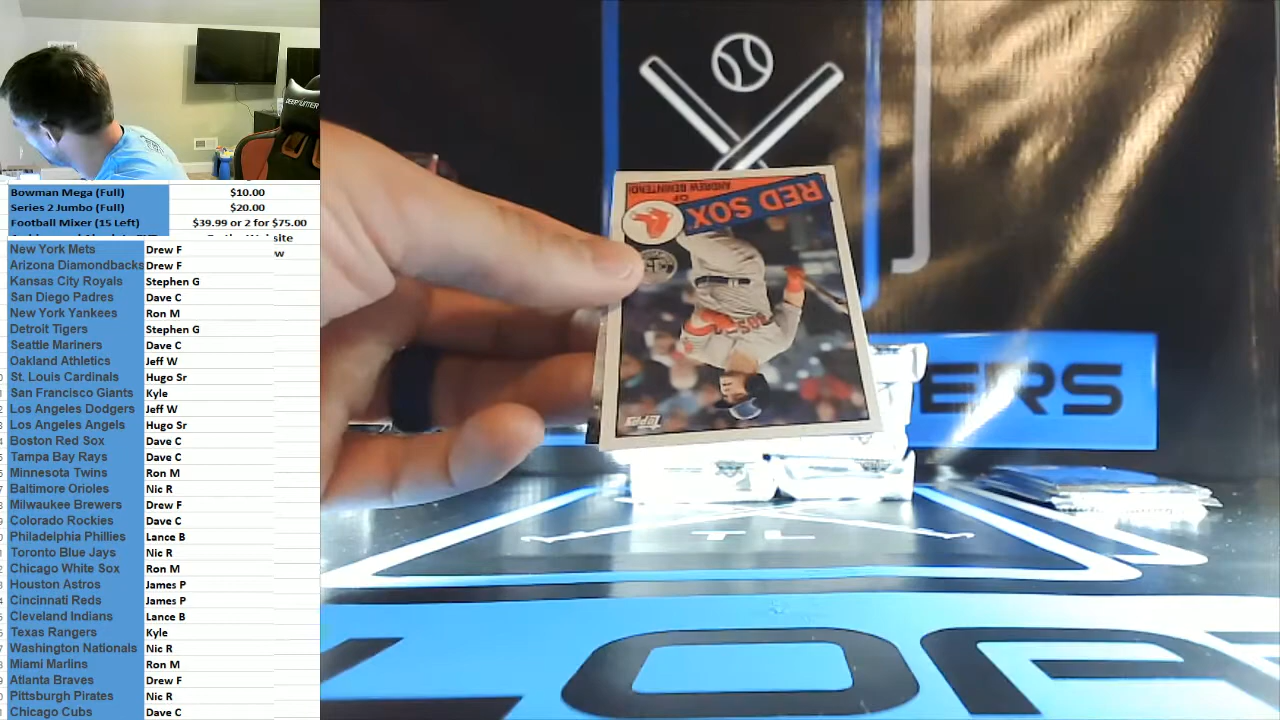 DEEPCOOLER
Bowman Mega (Full) $10.00
Series 2 Jumbo (Full) $20.00
Football Mixer (15 Left) $39.99 or 2 for $75.00
New York Mets Drew F
Arizona Diamondbacks Drew F
Kansas City Royals Stephen G
San Diego Padres Dave C
New York Yankees Ron M
Detroit Tigers Stephen G
Seattle Mariners Dave C
Oakland Athletics Jeff W
St. Louis Cardinals Hugo Sr
San Francisco Giants Kyle
Los Angeles Dodgers Jeff W
Los Angeles Angels Hugo Sr
Boston Red Sox Dave C
Tampa Bay Rays Dave C
Minnesota Twins Ron M
Baltimore Orioles Nic R
Milwaukee Brewers Drew F
Colorado Rockies Dave C
Philadelphia Phillies Lance B
Toronto Blue Jays Nic R
Chicago White Sox Ron M
Houston Astros James P
Cincinnati Reds James P
Cleveland Indians Lance B
Texas Rangers Kyle
Washington Nationals Nic R
Miami Marlins Ron M
Atlanta Braves Drew F
Pittsburgh Pirates Nic R
Chicago Cubs Dave C
RED SOX
OF
ANDREW BENINTENDI
Topps
ERS